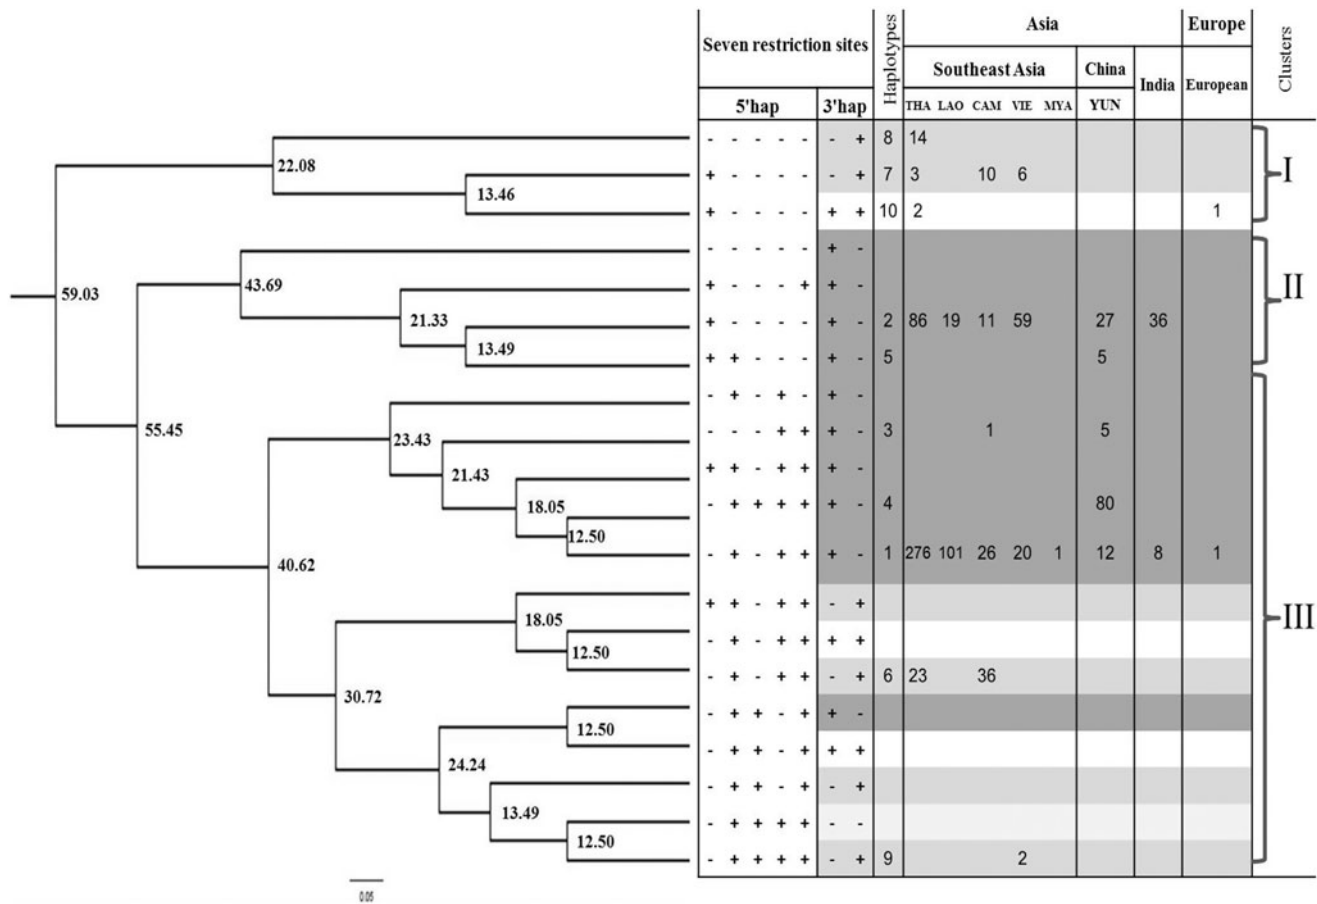 Seven restriction sites Haplotypes Asia Europe Clusters
Southeast Asia China India European
5'hap 3'hap THA LAO CAM VIE MYA YUN
- - - - - - + 8 14
22.08 + - - - - - + 7 3 10 6 I
13.46
+ - - - - + + 10 2 1
- - - - - + -
59.03 43.69 + - - - + + - II
21.33 + - - - - + - 2 86 19 11 59 27 36
13.49 + + - - - + - 5 5
- + - + - + -
55.45 23.43 - - - + + + - 3 1 5
21.43 + + - + + + -
18.05 - + + + + + - 4 80
12.50
40.62 - + - + + + - 1 276 101 26 20 1 12 8 1
18.05 + + - + + - + III
12.50 - + - + + + +
30.72 - + - + + - + 6 23 36
12.50 - + + - + + -
24.24 - + + - + + +
- + + - + - +
13.49 - + + + + - -
12.50 - + + + + - + 9 2
0.05